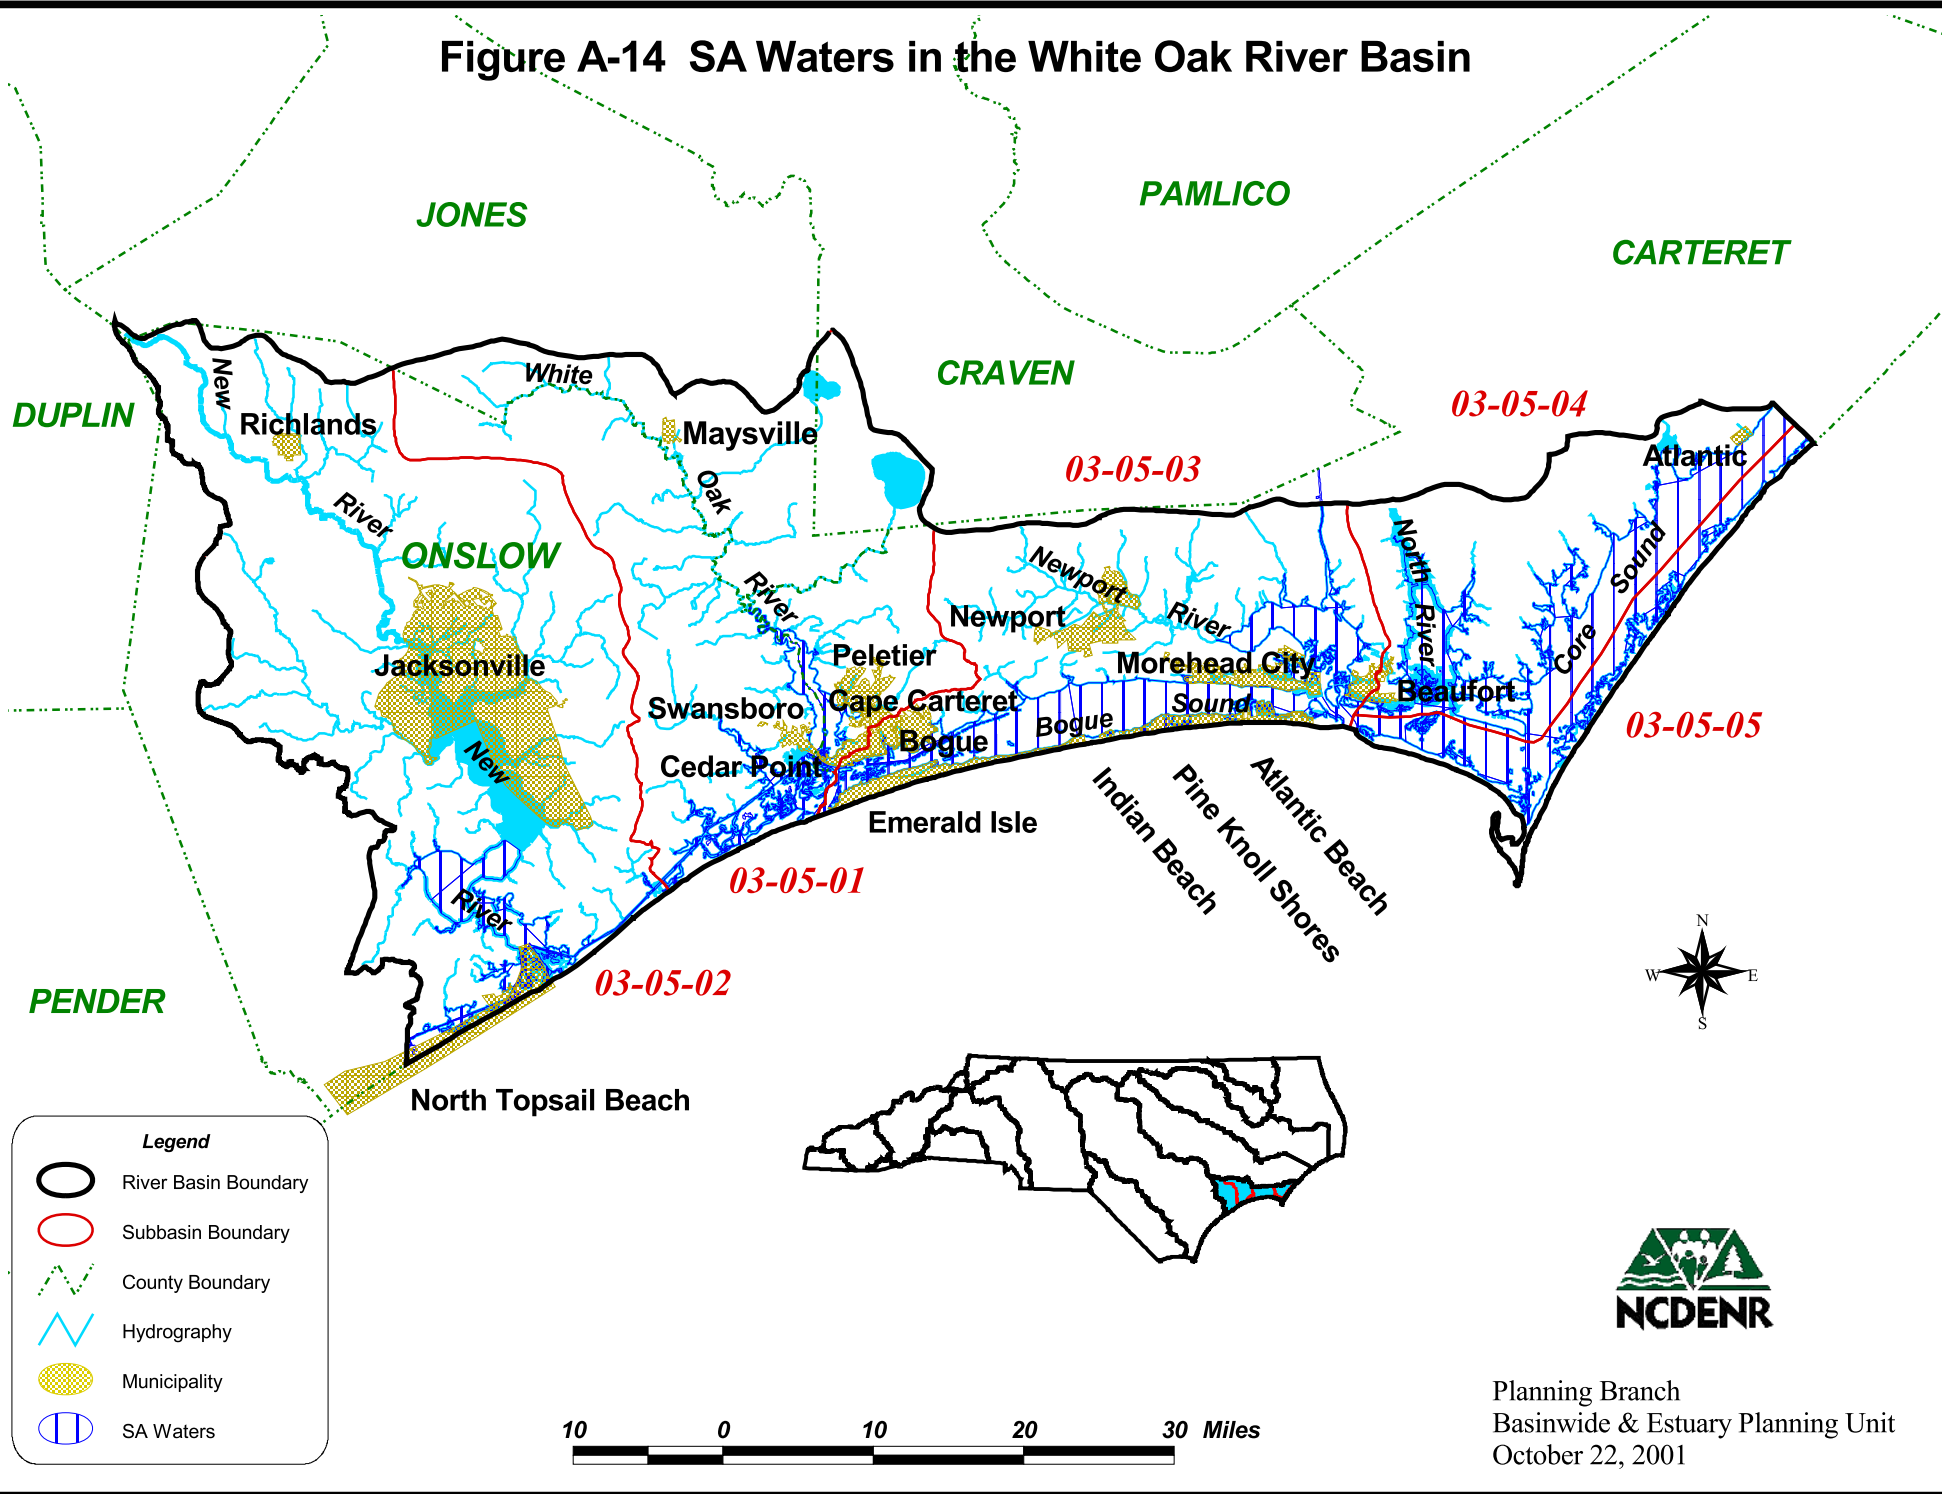 Figure A-14 SA Waters in the White Oak River Basin
JONES
PAMLICO
CARTERET
CRAVEN
DUPLIN
ONSLOW
PENDER
03-05-04
03-05-03
03-05-05
03-05-01
03-05-02
New
River
Richlands
White
Oak
River
Maysville
Jacksonville
New
River
Newport
River
Newport
North
River
Atlantic
Core
Sound
Peletier
Morehead City
Beaufort
Swansboro
Cape Carteret
Bogue
Sound
Bogue
Cedar Point
Emerald Isle
Indian Beach
Pine Knoll Shores
Atlantic Beach
North Topsail Beach
N
W
E
S
Legend
River Basin Boundary
Subbasin Boundary
County Boundary
Hydrography
Municipality
SA Waters
10 0 10 20 30 Miles
NCDENR
Planning Branch
Basinwide & Estuary Planning Unit
October 22, 2001